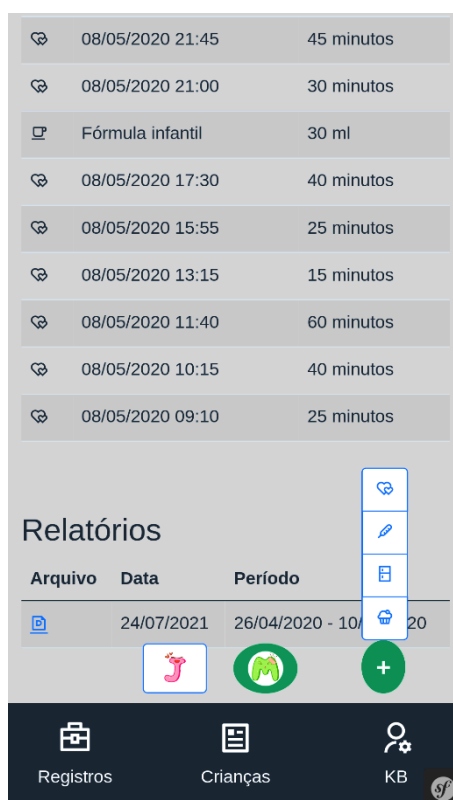 08/05/2020 21:45 45 minutos
08/05/2020 21:00 30 minutos
Fórmula infantil 30 ml
08/05/2020 17:30 40 minutos
08/05/2020 15:55 25 minutos
08/05/2020 13:15 15 minutos
08/05/2020 11:40 60 minutos
08/05/2020 10:15 40 minutos
08/05/2020 09:10 25 minutos
Relatórios
Arquivo Data Período
24/07/2021 26/04/2020 - 10/ 20
J M +
Registros Crianças KB
sf